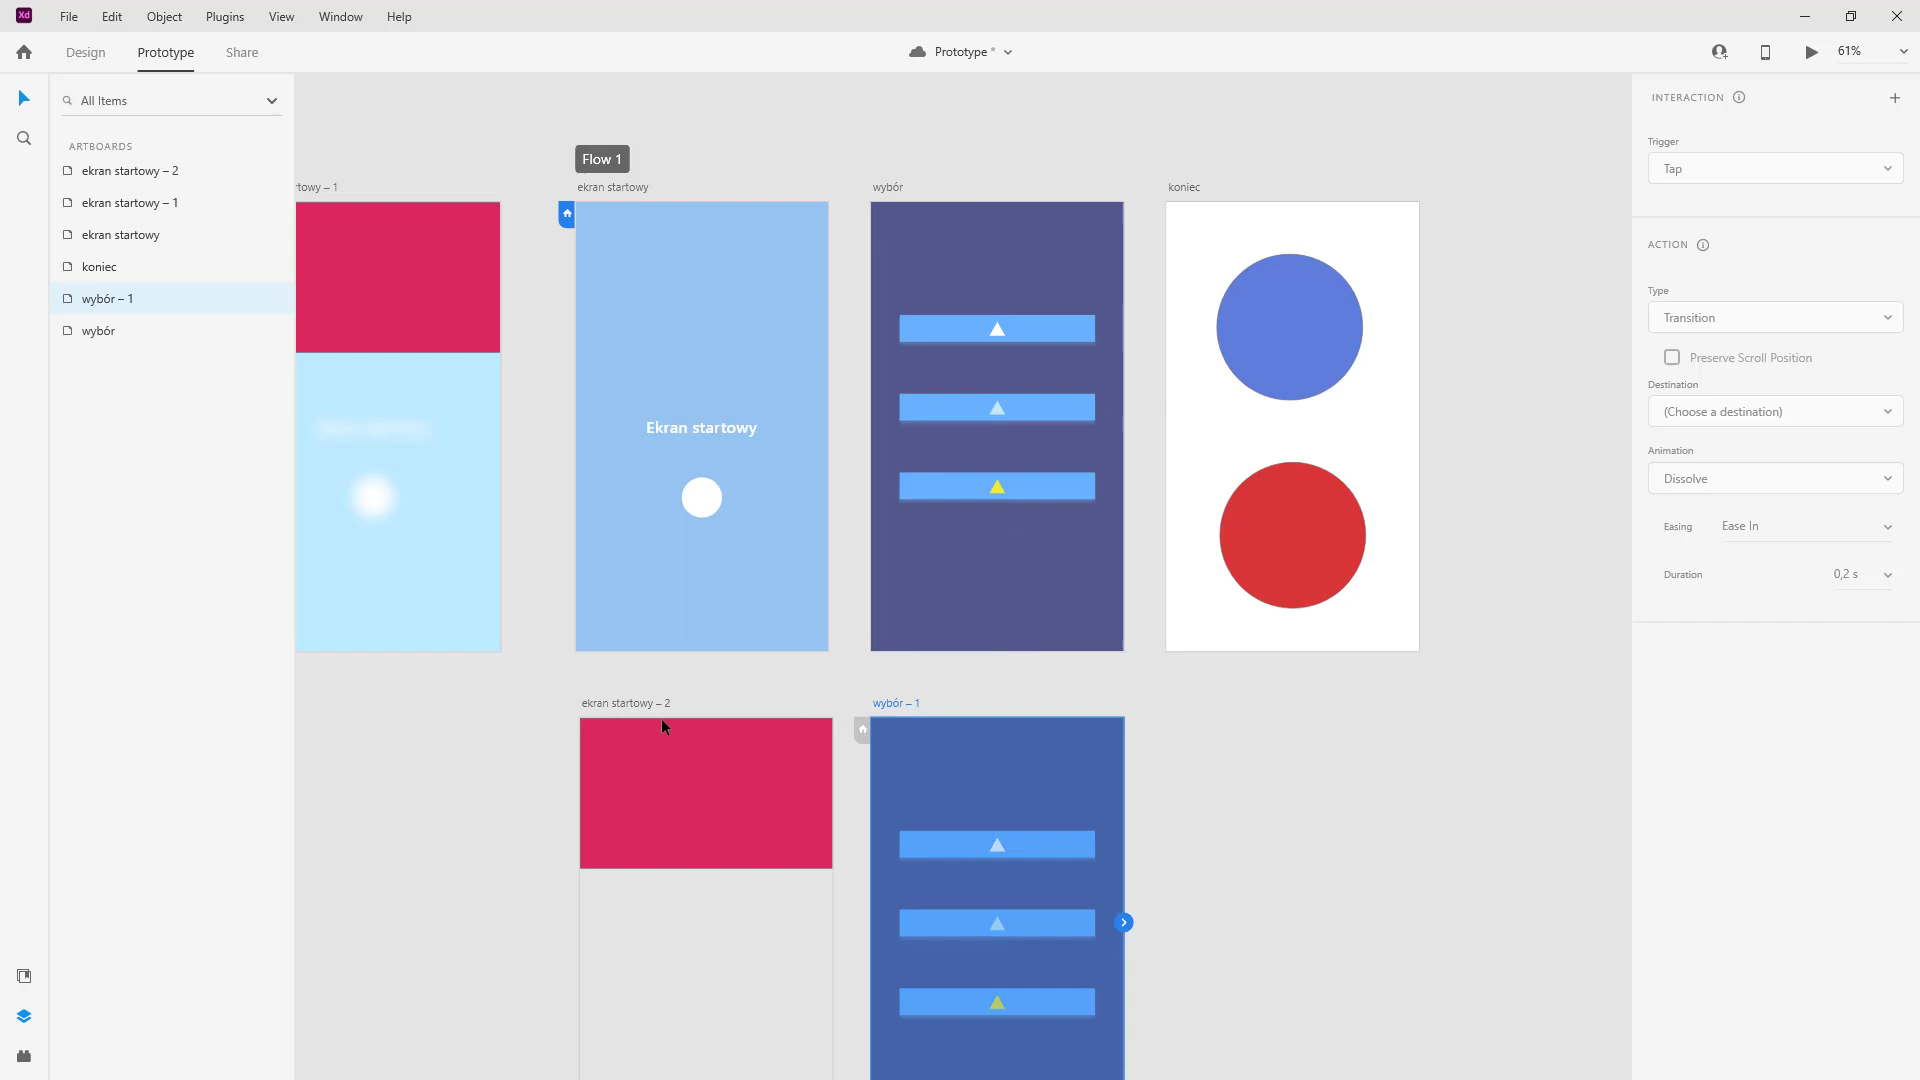 Xd File Edit Object Plugins View Window Help
Design Prototype Share
Prototype *
61%
All Items
ARTBOARDS
ekran startowy – 2
ekran startowy – 1
ekran startowy
koniec
wybór – 1
wybór
Flow 1
towy – 1
ekran startowy
wybór
koniec
Ekran startowy
ekran startowy – 2
wybór – 1
INTERACTION
Trigger
Tap
ACTION
Type
Transition
Preserve Scroll Position
Destination
(Choose a destination)
Animation
Dissolve
Easing Ease In
Duration 0,2 s